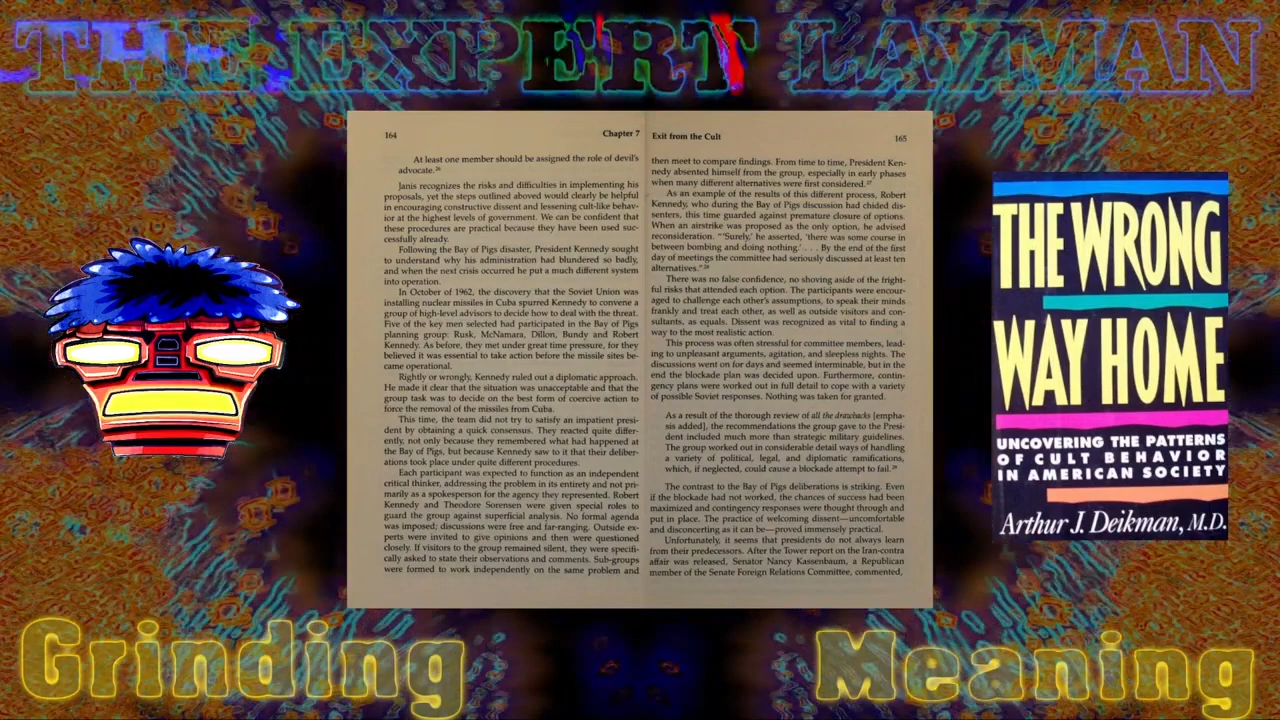 THE EXPERT LAYMAN
164
Chapter 7
At least one member should be assigned the role of devil's
advocate.26
Janis recognizes the risks and difficulties in implementing his
proposals, yet the steps outlined aboved would clearly be helpful
in encouraging constructive dissent and lessening cult-like behav-
ior at the highest levels of government. We can be confident that
these procedures are practical because they have been used suc-
cessfully already.
Following the Bay of Pigs disaster, President Kennedy sought
to understand why his administration had blundered so badly,
and when the next crisis occurred he put a much different system
into operation.
In October of 1962, the discovery that the Soviet Union was
installing nuclear missiles in Cuba spurred Kennedy to convene a
group of high-level advisors to decide how to deal with the threat.
Five of the key men selected had participated in the Bay of Pigs
planning group: Rusk, McNamara, Dillon, Bundy and Robert
Kennedy. As before, they met under great time pressure, for they
believed it was essential to take action before the missile sites be-
came operational.
Rightly or wrongly, Kennedy ruled out a diplomatic approach.
He made it clear that the situation was unacceptable and that the
group task was to decide on the best form of coercive action to
force the removal of the missiles from Cuba.
This time, the team did not try to satisfy an impatient presi-
dent by obtaining a quick consensus. They reacted quite differ-
ently, not only because they remembered what had happened at
the Bay of Pigs, but because Kennedy saw to it that their deliber-
ations took place under quite different procedures.
Each participant was expected to function as an independent
critical thinker, addressing the problem in its entirety and not pri-
marily as a spokesperson for the agency they represented. Robert
Kennedy and Theodore Sorensen were given special roles to
guard the group against superficial analysis. No formal agenda
was imposed; discussions were free and far-ranging. Outside ex-
perts were invited to give opinions and then were questioned
closely. If visitors to the group remained silent, they were specifi-
cally asked to state their observations and comments. Sub-groups
were formed to work independently on the same problem and
Exit from the Cult
165
then meet to compare findings. From time to time, President Ken-
nedy absented himself from the group, especially in early phases
when many different alternatives were first considered.27
As an example of the results of this different process, Robert
Kennedy, who during the Bay of Pigs discussion had chided dis-
senters, this time guarded against premature closure of options.
When an airstrike was proposed as the only option, he advised
reconsideration. "'Surely,' he asserted, 'there was some course in
between bombing and doing nothing.' . . . By the end of the first
day of meetings the committee had seriously discussed at least ten
alternatives."28
There was no false confidence, no shoving aside of the fright-
ful risks that attended each option. The participants were encour-
aged to challenge each other's assumptions, to speak their minds
frankly and treat each other, as well as outside visitors and con-
sultants, as equals. Dissent was recognized as vital to finding a
way to the most realistic action.
This process was often stressful for committee members, lead-
ing to unpleasant arguments, agitation, and sleepless nights. The
discussions went on for days and seemed interminable, but in the
end the blockade plan was decided upon. Furthermore, contin-
gency plans were worked out in full detail to cope with a variety
of possible Soviet responses. Nothing was taken for granted.
As a result of the thorough review of all the drawbacks [empha-
sis added], the recommendations the group gave to the Presi-
dent included much more than strategic military guidelines.
The group worked out in considerable detail ways of handling
a variety of political, legal, and diplomatic ramifications,
which, if neglected, could cause a blockade attempt to fail.29
The contrast to the Bay of Pigs deliberations is striking. Even
if the blockade had not worked, the chances of success had been
maximized and contingency responses were thought through and
put in place. The practice of welcoming dissent—uncomfortable
and disconcerting as it can be—proved immensely practical.
Unfortunately, it seems that presidents do not always learn
from their predecessors. After the Tower report on the Iran-contra
affair was released, Senator Nancy Kassenbaum, a Republican
member of the Senate Foreign Relations Committee, commented,
THE WRONG
WAY HOME
UNCOVERING THE PATTERNS
OF CULT BEHAVIOR
IN AMERICAN SOCIETY
Arthur J. Deikman, M.D.
Grinding
Meaning